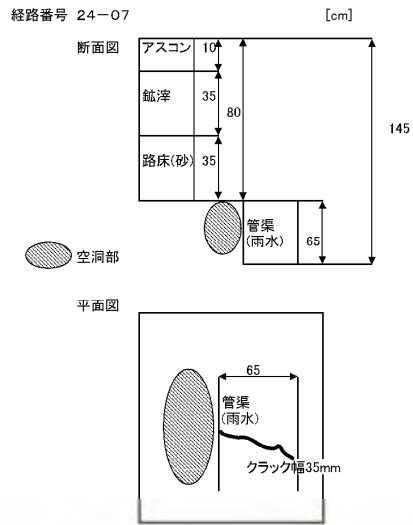 経路番号 24－07
[cm]
断面図
アスコン 10
鉱滓 35
80
145
路床(砂) 35
管渠
(雨水)
65
空洞部
平面図
65
管渠
(雨水)
クラック幅35mm